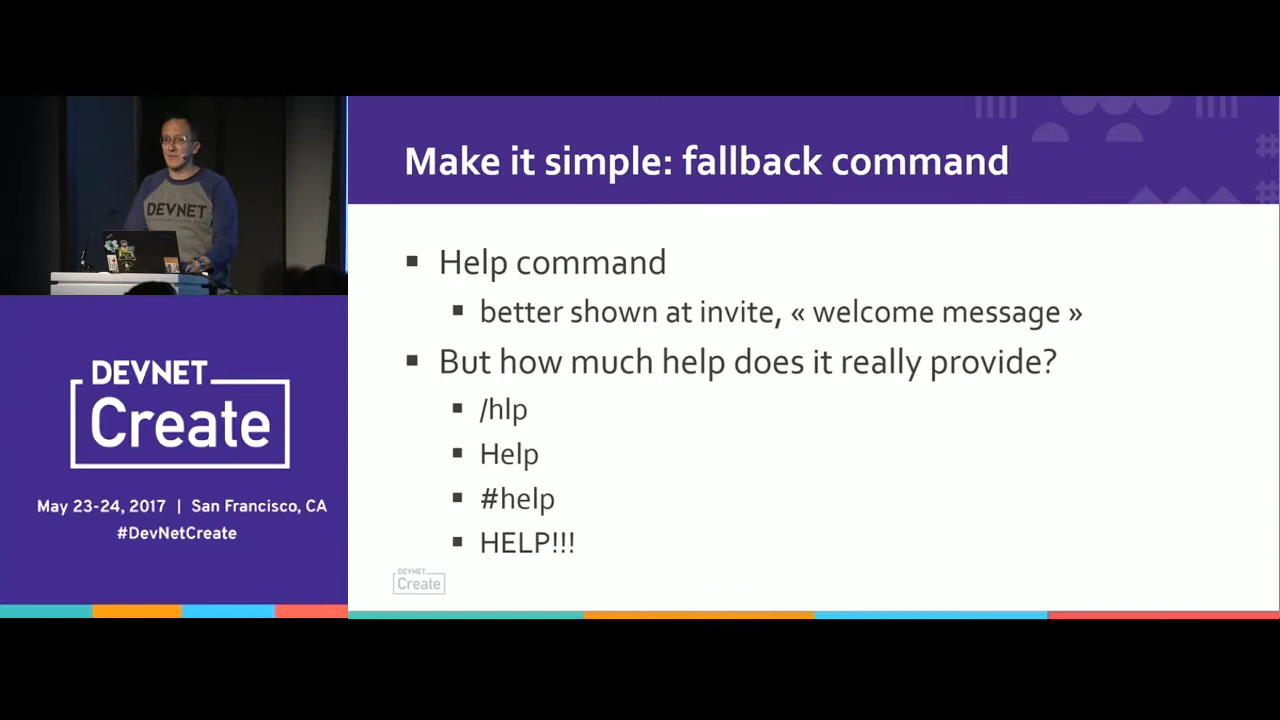 DEVNET
DEVNET
Create
May 23-24, 2017 | San Francisco, CA
#DevNetCreate
Make it simple: fallback command
▪ Help command
▪ better shown at invite, « welcome message »
▪ But how much help does it really provide?
▪ /hlp
▪ Help
▪ #help
▪ HELP!!!
DEVNET
Create